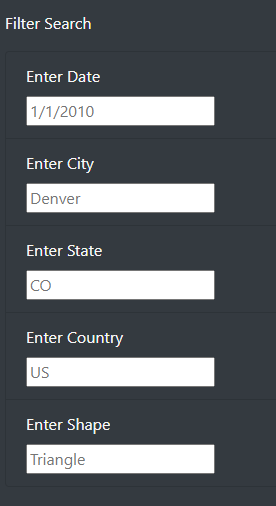 Filter Search
Enter Date
1/1/2010
Enter City
Denver
Enter State
CO
Enter Country
US
Enter Shape
Triangle